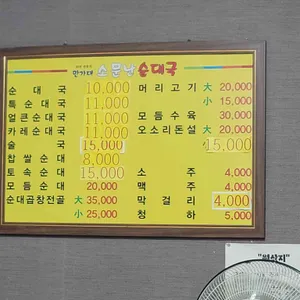 만가대 소문난 순대국
순대국 10,000
특순대국 11,000
얼큰순대국 11,000
카레순대국 11,000
술국 15,000
찹쌀순대 8,000
토속순대 15,000
모듬순대 20,000
순대곱창전골 大 35,000
小 25,000
머리고기 大 20,000
小 15,000
모듬수육 30,000
오소리돈설 大 20,000
小 15,000
소주 4,000
맥주 4,000
막걸리 4,000
청하 5,000